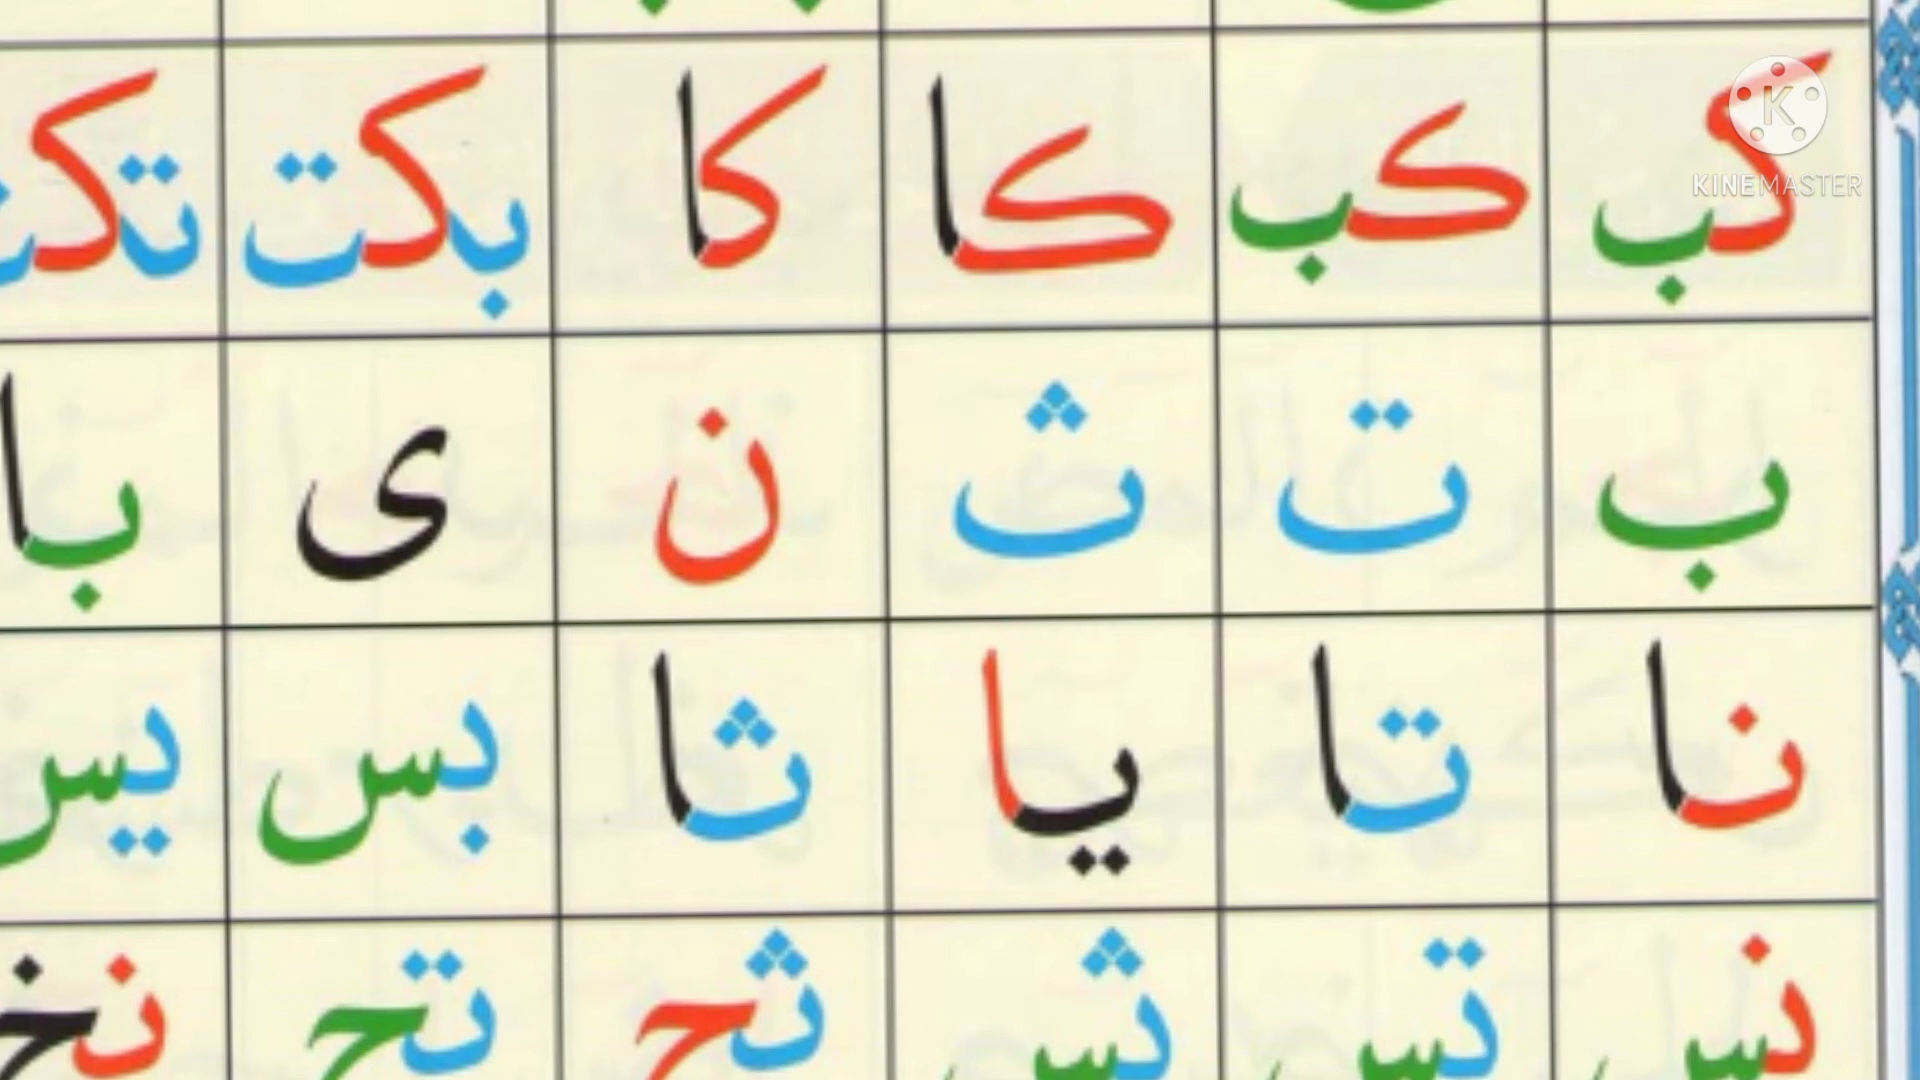 KINEMASTER
كب كب كا كا بكت
ب ت ث ن ى با
نا تا يا ثا بس يس
نس تس ثس ثح تح نخ